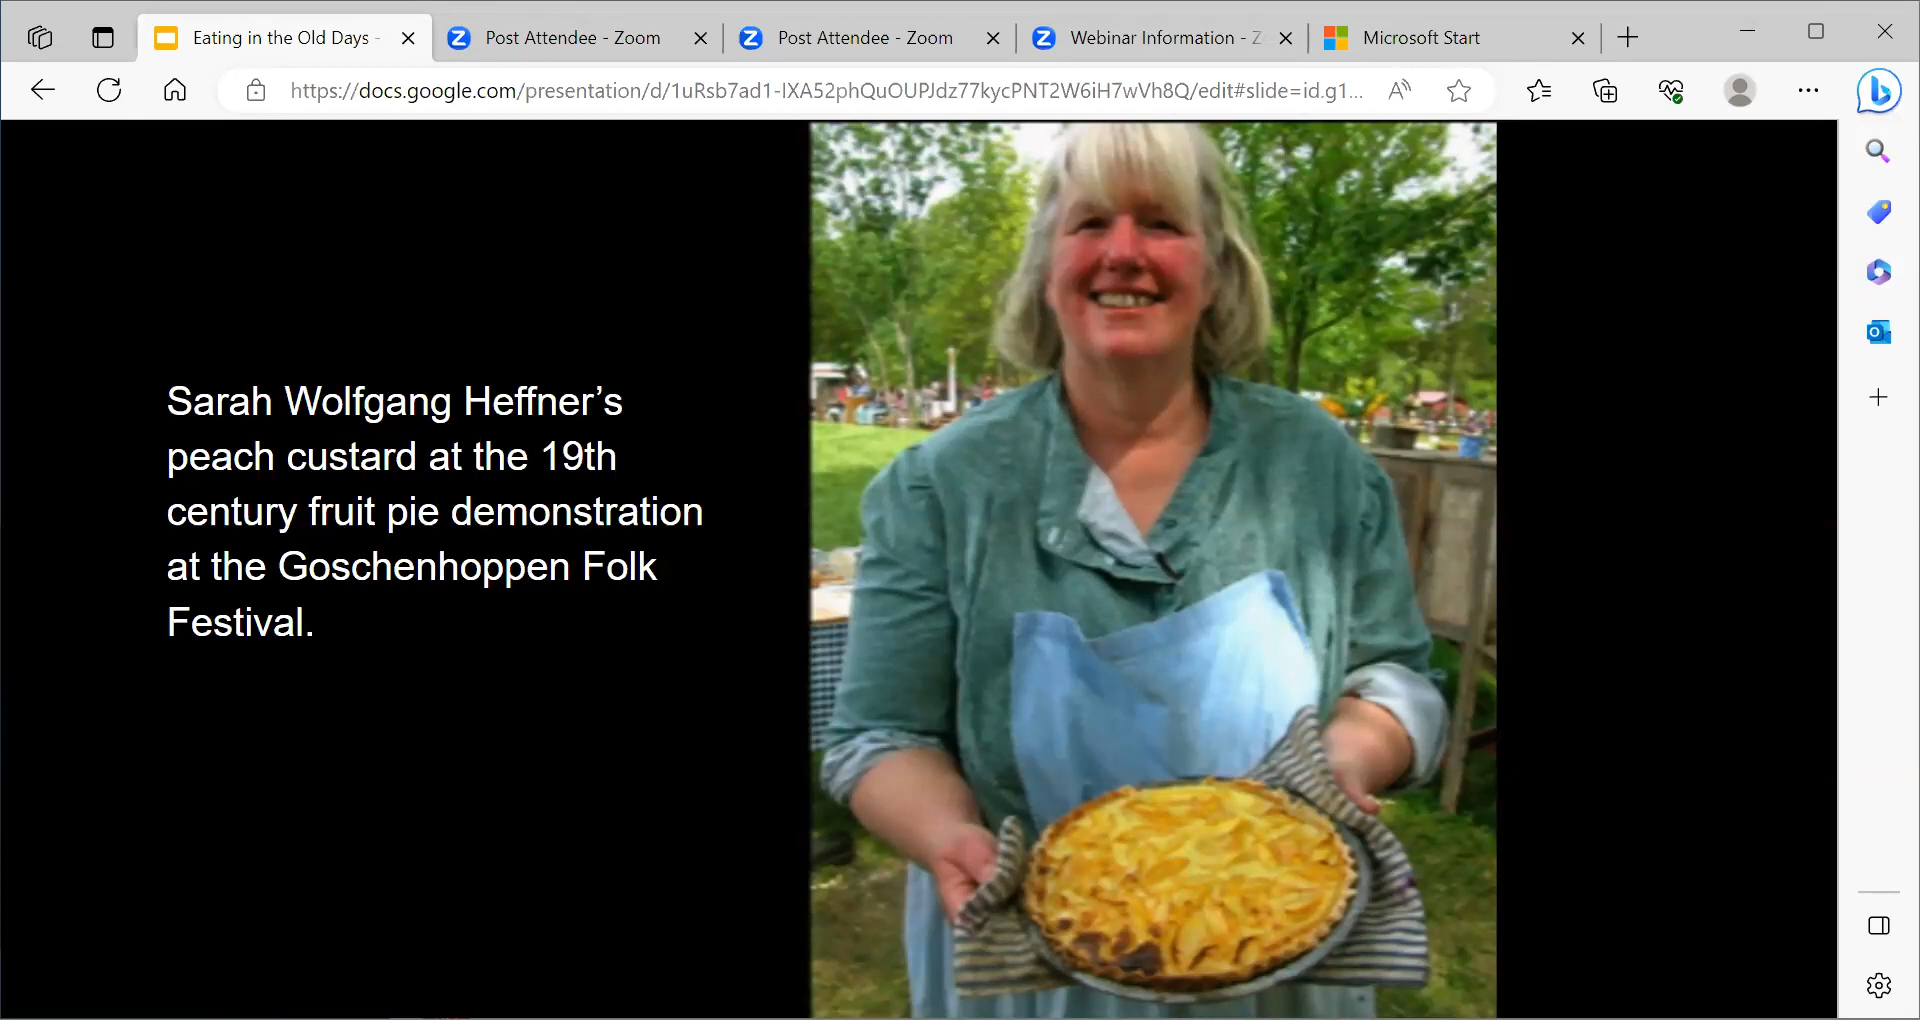 Eating in the Old Days -
Post Attendee - Zoom
Post Attendee - Zoom
Webinar Information - Z
Microsoft Start
https://docs.google.com/presentation/d/1uRsb7ad1-IXA52phQuOUPJdz77kycPNT2W6iH7wVh8Q/edit#slide=id.g1...
Sarah Wolfgang Heffner’s
peach custard at the 19th
century fruit pie demonstration
at the Goschenhoppen Folk
Festival.